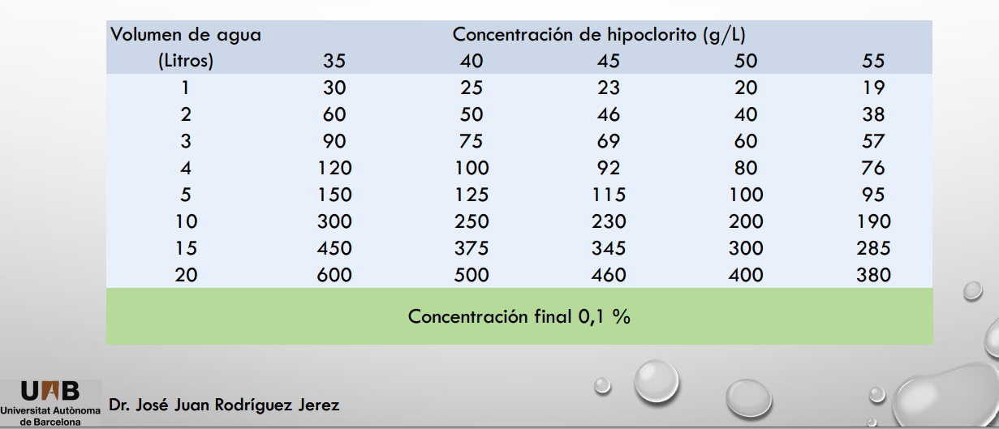 Volumen de agua Concentración de hipoclorito (g/L)
(Litros) 35 40 45 50 55
1 30 25 23 20 19
2 60 50 46 40 38
3 90 75 69 60 57
4 120 100 92 80 76
5 150 125 115 100 95
10 300 250 230 200 190
15 450 375 345 300 285
20 600 500 460 400 380
Concentración final 0,1 %
UAB
Universitat Autònoma
de Barcelona
Dr. José Juan Rodríguez Jerez